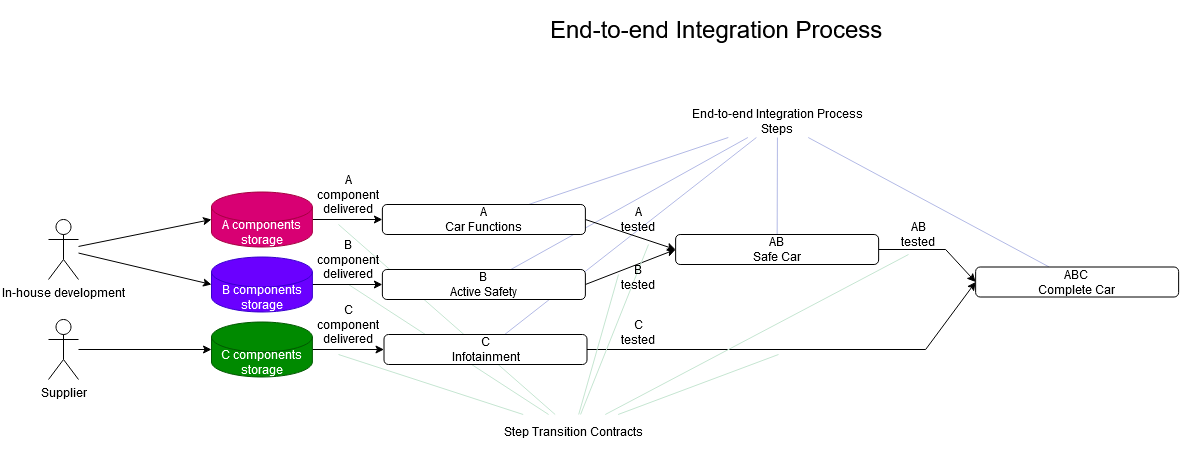 End-to-end Integration Process
End-to-end Integration Process
Steps
A
component
delivered
A components
storage
A
Car Functions
A
tested
AB
tested
AB
Safe Car
In-house development
B
component
delivered
B components
storage
B
Active Safety
B
tested
ABC
Complete Car
C
component
delivered
C components
storage
C
Infotainment
C
tested
Supplier
Step Transition Contracts